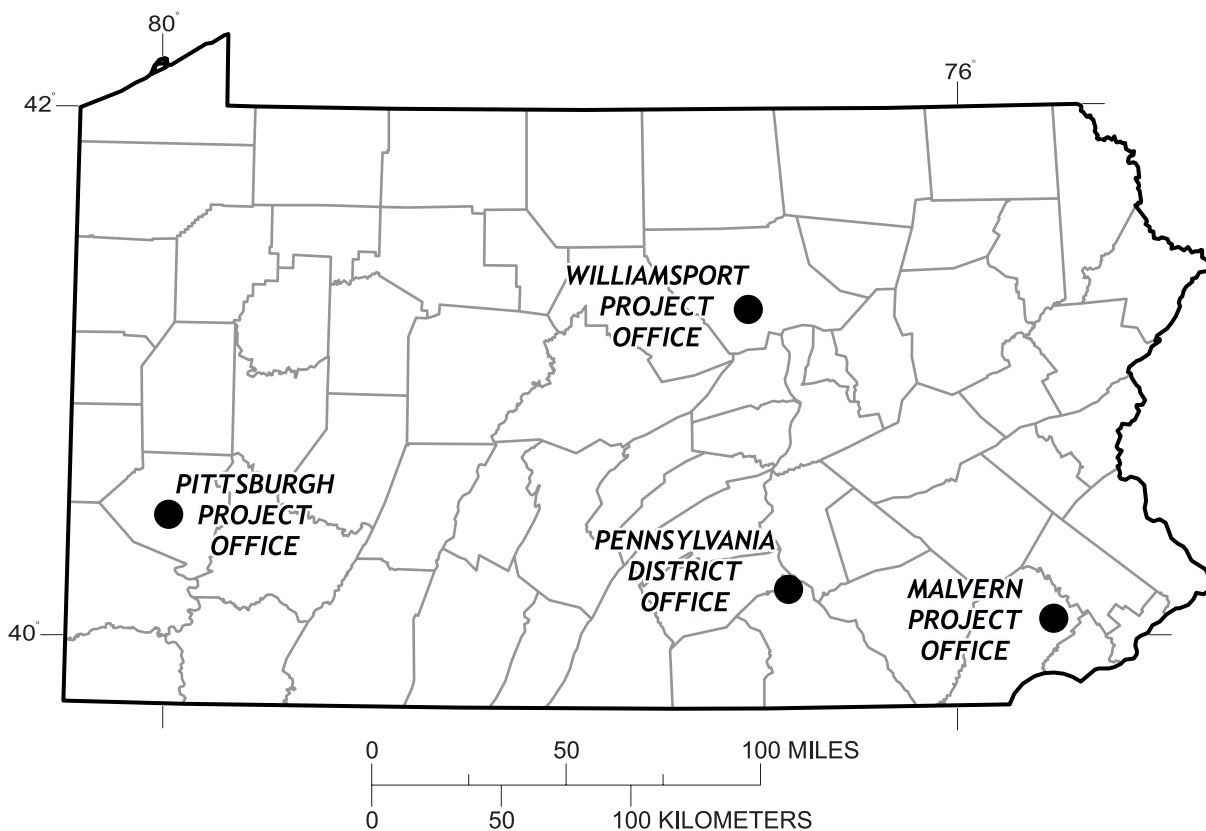 80°
76°
42°
WILLIAMSPORT
PROJECT
OFFICE
PITTSBURGH
PROJECT
OFFICE
PENNSYLVANIA
DISTRICT
OFFICE
MALVERN
PROJECT
OFFICE
40°
0 50 100 MILES
0 50 100 KILOMETERS